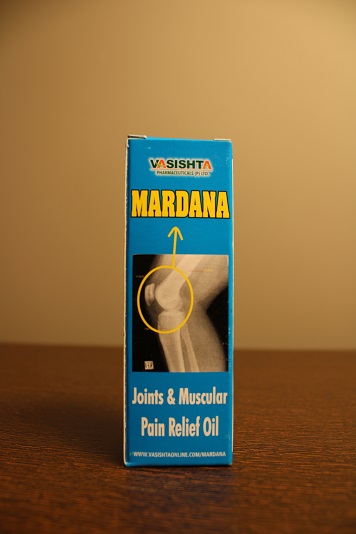 VASISHTA
PHARMACEUTICALS (P) LTD
MARDANA
Joints & Muscular
Pain Relief Oil
WWW.VASISHTAONLINE.COM/MARDANA